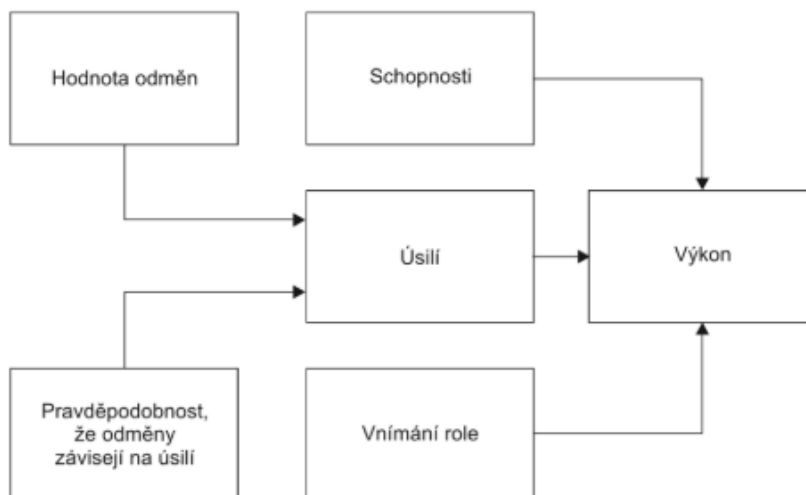 Hodnota odměn
Schopnosti
Úsilí
Výkon
Pravděpodobnost,
že odměny
závisejí na úsilí
Vnímání role